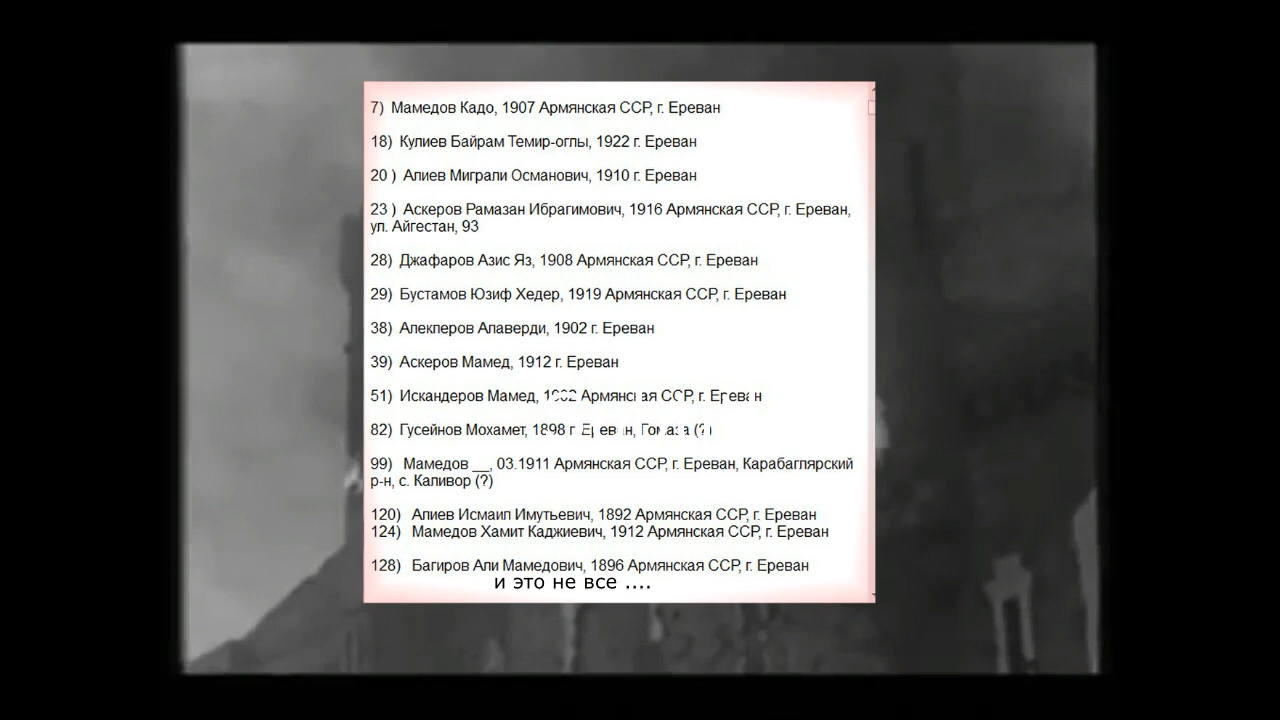 7) Мамедов Кадо, 1907 Армянская ССР, г. Ереван
18) Кулиев Байрам Темир-оглы, 1922 г. Ереван
20 ) Алиев Миграли Османович, 1910 г. Ереван
23 ) Аскеров Рамазан Ибрагимович, 1916 Армянская ССР, г. Ереван,
ул. Айгестан, 93
28) Джафаров Азис Яз, 1908 Армянская ССР, г. Ереван
29) Бустамов Юзиф Хедер, 1919 Армянская ССР, г. Ереван
38) Алекперов Алаверди, 1902 г. Ереван
39) Аскеров Мамед, 1912 г. Ереван
51) Искандеров Мамед, Армянская ССР, г. Ереван
82) Гусейнов Мохамет, 1898 г Ереван, (?)
99) Мамедов __, 03.1911 Армянская ССР, г. Ереван, Карабаглярский
р-н, с. Каливор (?)
120) Алиев Исмаил Имутьевич, 1892 Армянская ССР, г. Ереван
124) Мамедов Хамит Каджиевич, 1912 Армянская ССР, г. Ереван
128) Багиров Али Мамедович, 1896 Армянская ССР, г. Ереван
и это не все ....